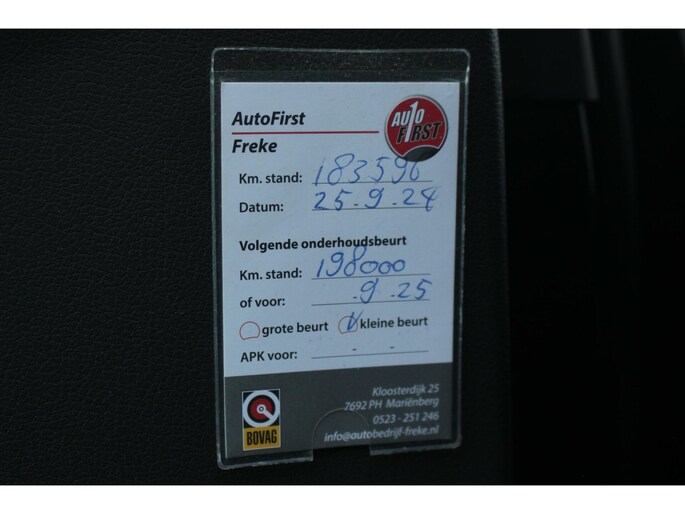 AutoFirst
Freke
AUTO
F1RST
Km. stand: 183596
Datum: 25-9-24
Volgende onderhoudsbeurt
Km. stand: 198000
of voor: -9-25
grote beurt V kleine beurt
APK voor: - -
Kloosterdijk 25
7692 PH Mariënberg
0523 - 251 246
info@autobedrijf-freke.nl
BOVAG